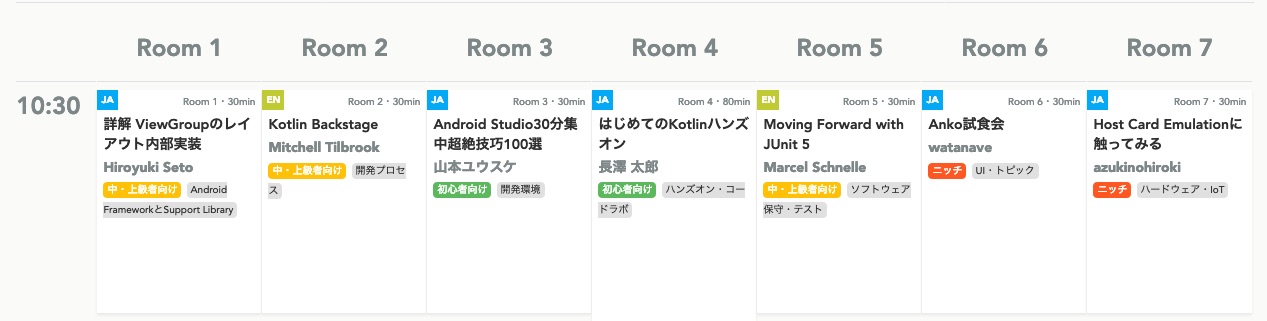 Room 1
Room 2
Room 3
Room 4
Room 5
Room 6
Room 7
10:30
JA
Room 1・30min
詳解 ViewGroupのレイ
アウト内部実装
Hiroyuki Seto
中・上級者向け Android
FrameworkとSupport Library
EN
Room 2・30min
Kotlin Backstage
Mitchell Tilbrook
中・上級者向け 開発プロセ
ス
JA
Room 3・30min
Android Studio30分集
中超絶技巧100選
山本ユウスケ
初心者向け 開発環境
JA
Room 4・80min
はじめてのKotlinハンズ
オン
長澤 太郎
初心者向け ハンズオン・コー
ドラボ
EN
Room 5・30min
Moving Forward with
JUnit 5
Marcel Schnelle
中・上級者向け ソフトウェア
保守・テスト
JA
Room 6・30min
Anko試食会
watanave
ニッチ UI・トピック
JA
Room 7・30min
Host Card Emulationに
触ってみる
azukinohiroki
ニッチ ハードウェア・IoT